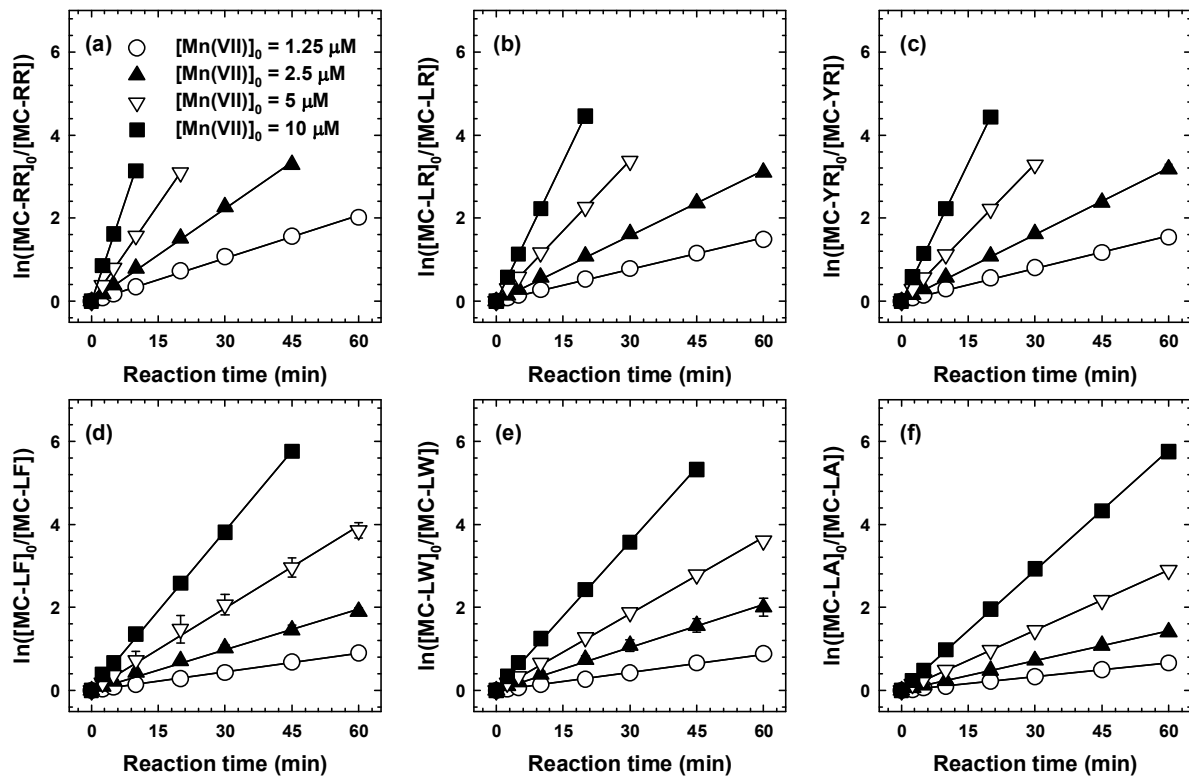 (a)
[Mn(VII)]0 = 1.25 μM
[Mn(VII)]0 = 2.5 μM
[Mn(VII)]0 = 5 μM
[Mn(VII)]0 = 10 μM
ln([MC-RR]0/[MC-RR])
6
4
2
0
0 15 30 45 60
Reaction time (min)
(b)
ln([MC-LR]0/[MC-LR])
6
4
2
0
0 15 30 45 60
Reaction time (min)
(c)
ln([MC-YR]0/[MC-YR])
6
4
2
0
0 15 30 45 60
Reaction time (min)
(d)
ln([MC-LF]0/[MC-LF])
6
4
2
0
0 15 30 45 60
Reaction time (min)
(e)
ln([MC-LW]0/[MC-LW])
6
4
2
0
0 15 30 45 60
Reaction time (min)
(f)
ln([MC-LA]0/[MC-LA])
6
4
2
0
0 15 30 45 60
Reaction time (min)